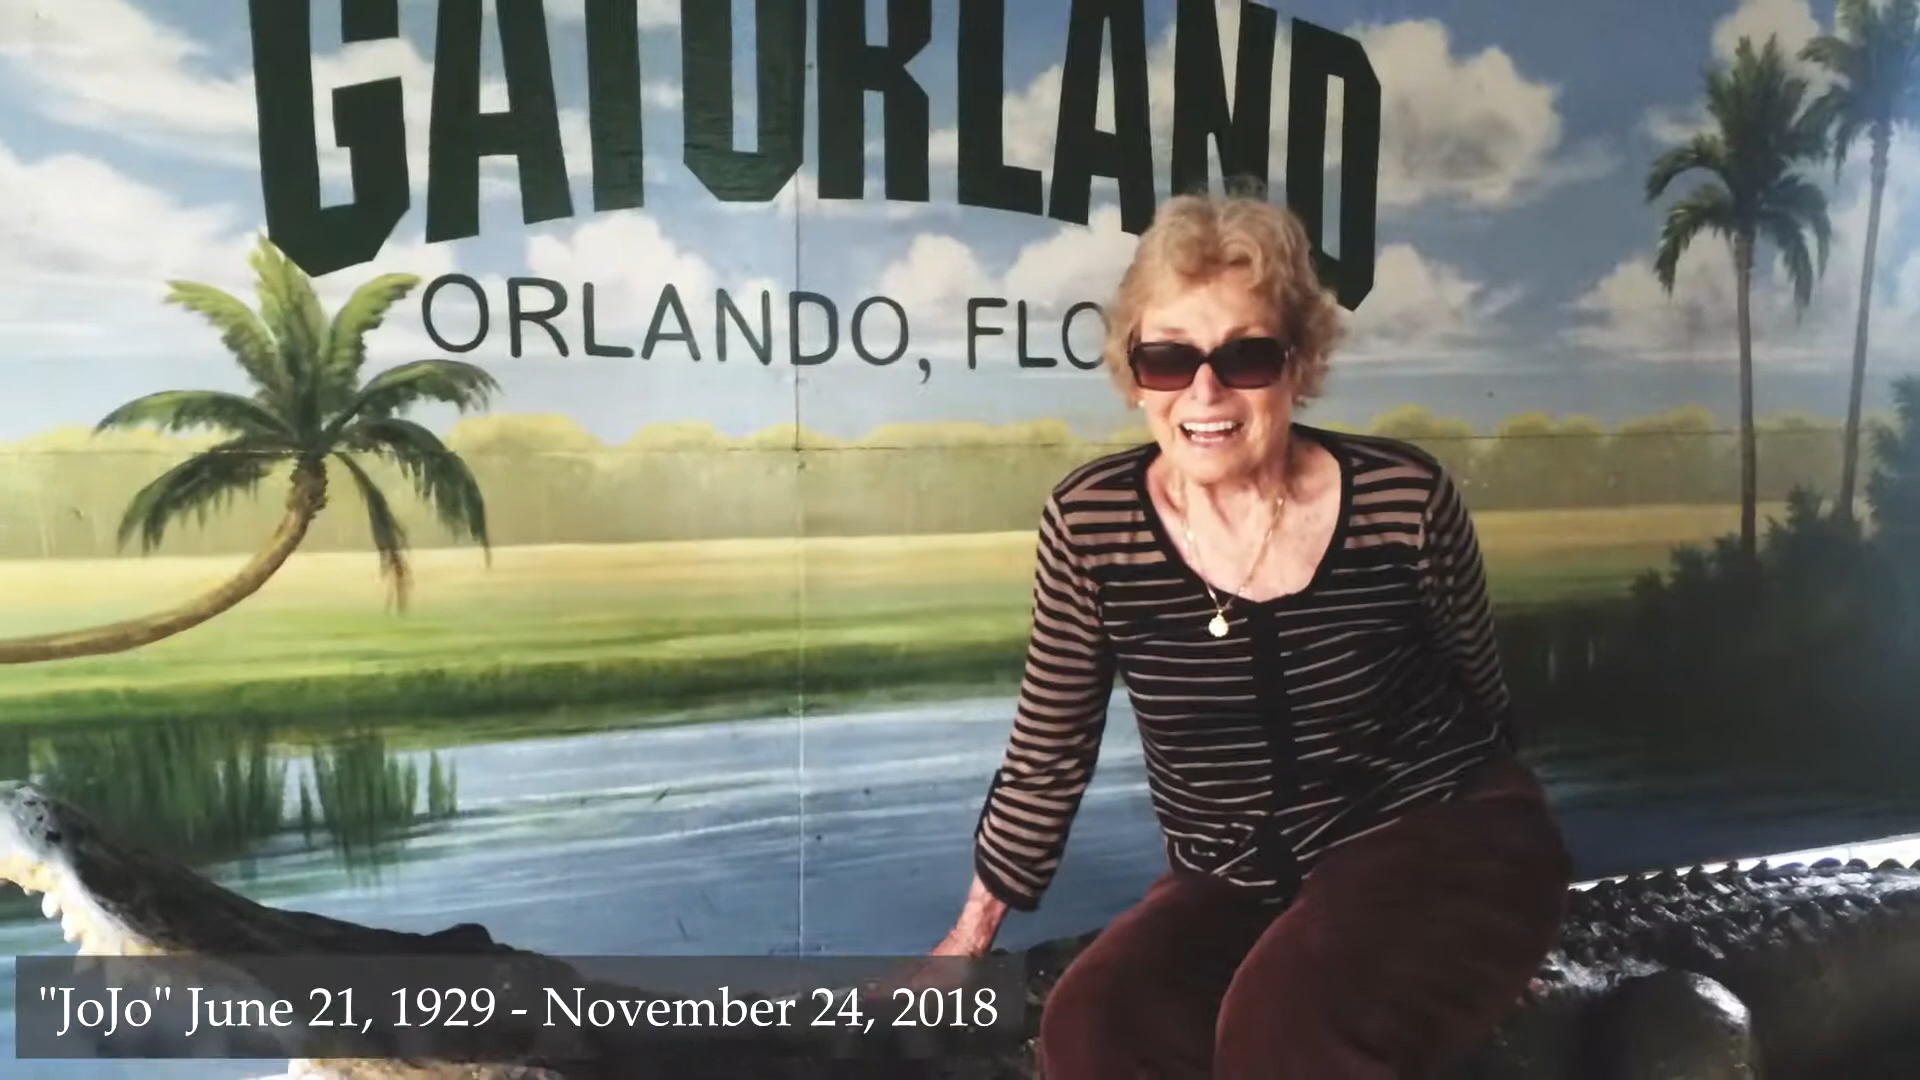 GATORLAND
ORLANDO, FLO
"JoJo" June 21, 1929 - November 24, 2018